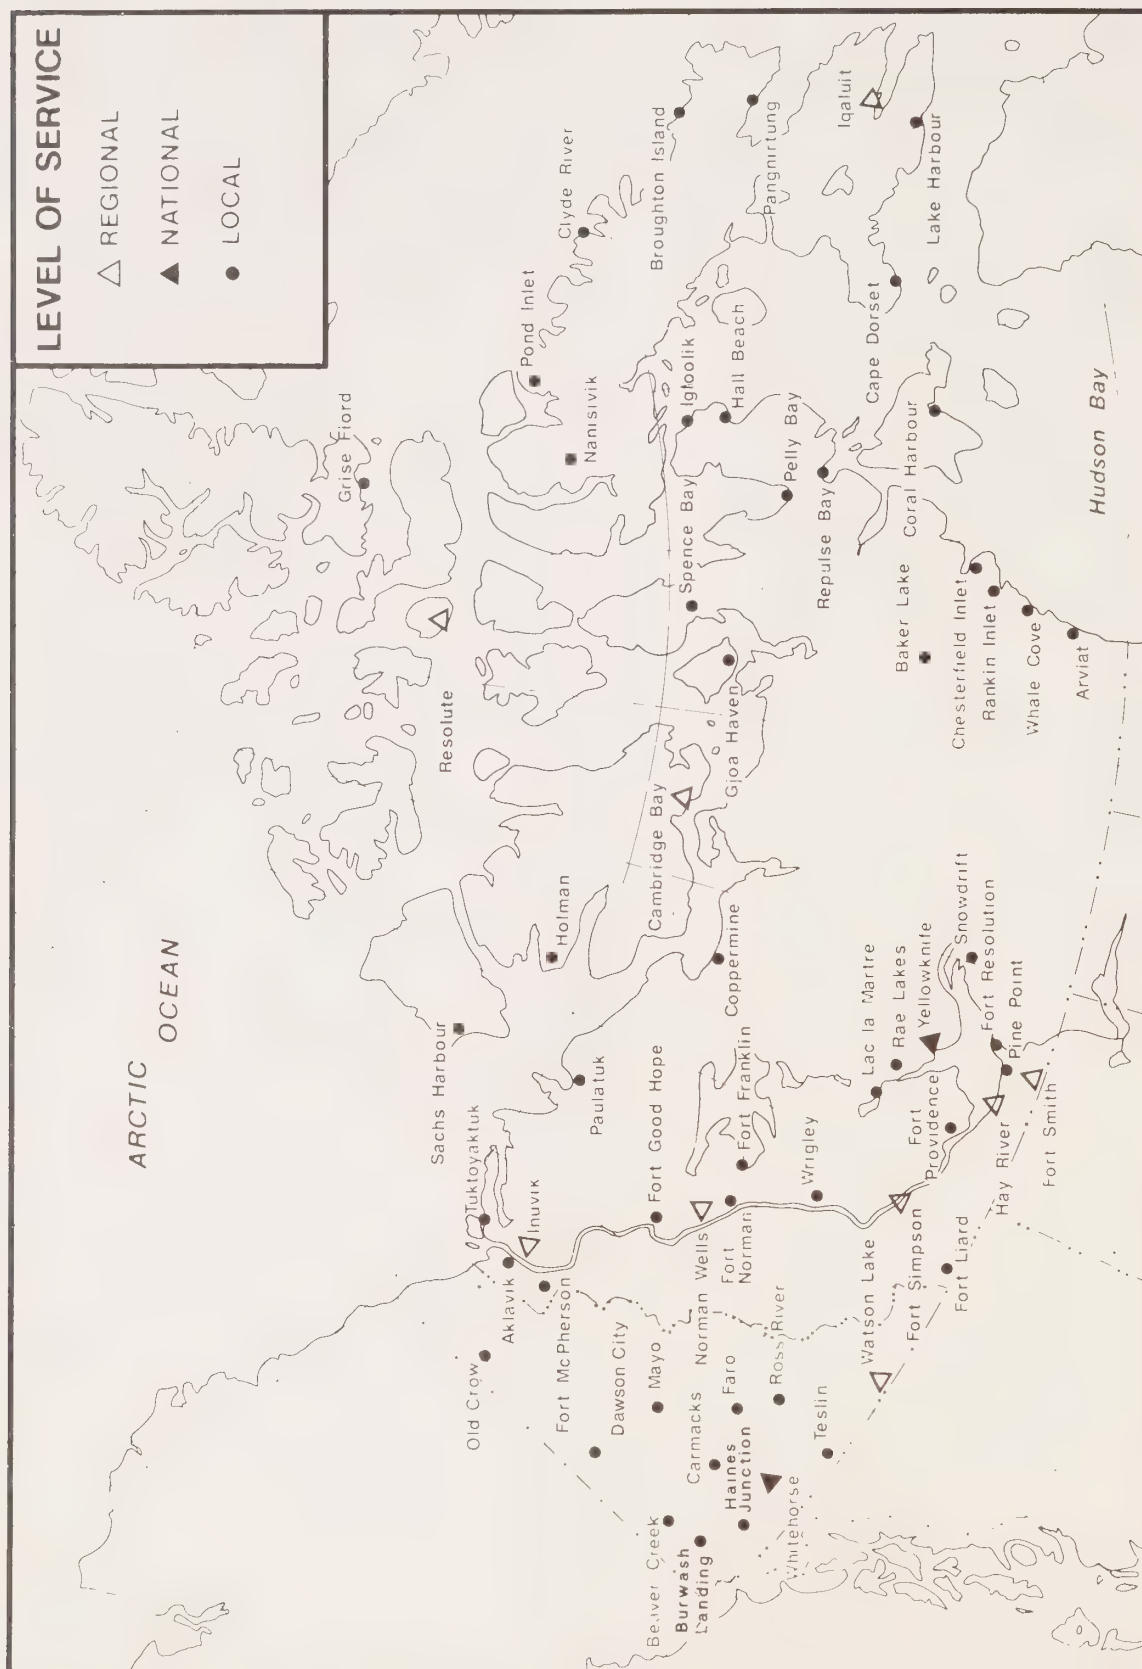 LEVEL OF SERVICE
REGIONAL
NATIONAL
LOCAL
ARCTIC
OCEAN
Grise Fiord
Resolute
Pond Inlet
Nanisivik
Clyde River
Broughton Island
Pangnirtung
Iqaluit
Lake Harbour
Cape Dorset
Igloolik
Hall Beach
Pelly Bay
Repulse Bay
Spence Bay
Coral Harbour
Hudson Bay
Baker Lake
Chesterfield Inlet
Rankin Inlet
Whale Cove
Arviat
Gjoa Haven
Cambridge Bay
Holman
Coppermine
Sachs Harbour
Paulatuk
Tuktoyaktuk
Inuvik
Aklavik
Old Crow
Fort McPherson
Fort Good Hope
Fort Franklin
Norman Wells
Fort
Norman
Wrigley
Lac la Martre
Rae Lakes
Yellowknife
Snowdrift
Fort Resolution
Pine Point
Fort
Providence
Hay River
Fort Smith
Fort Simpson
Fort Liard
Watson Lake
Dawson City
Mayo
Faro
Ross River
Carmacks
Haines
Junction
Teslin
Whitehorse
Beaver Creek
Burwash
Landing